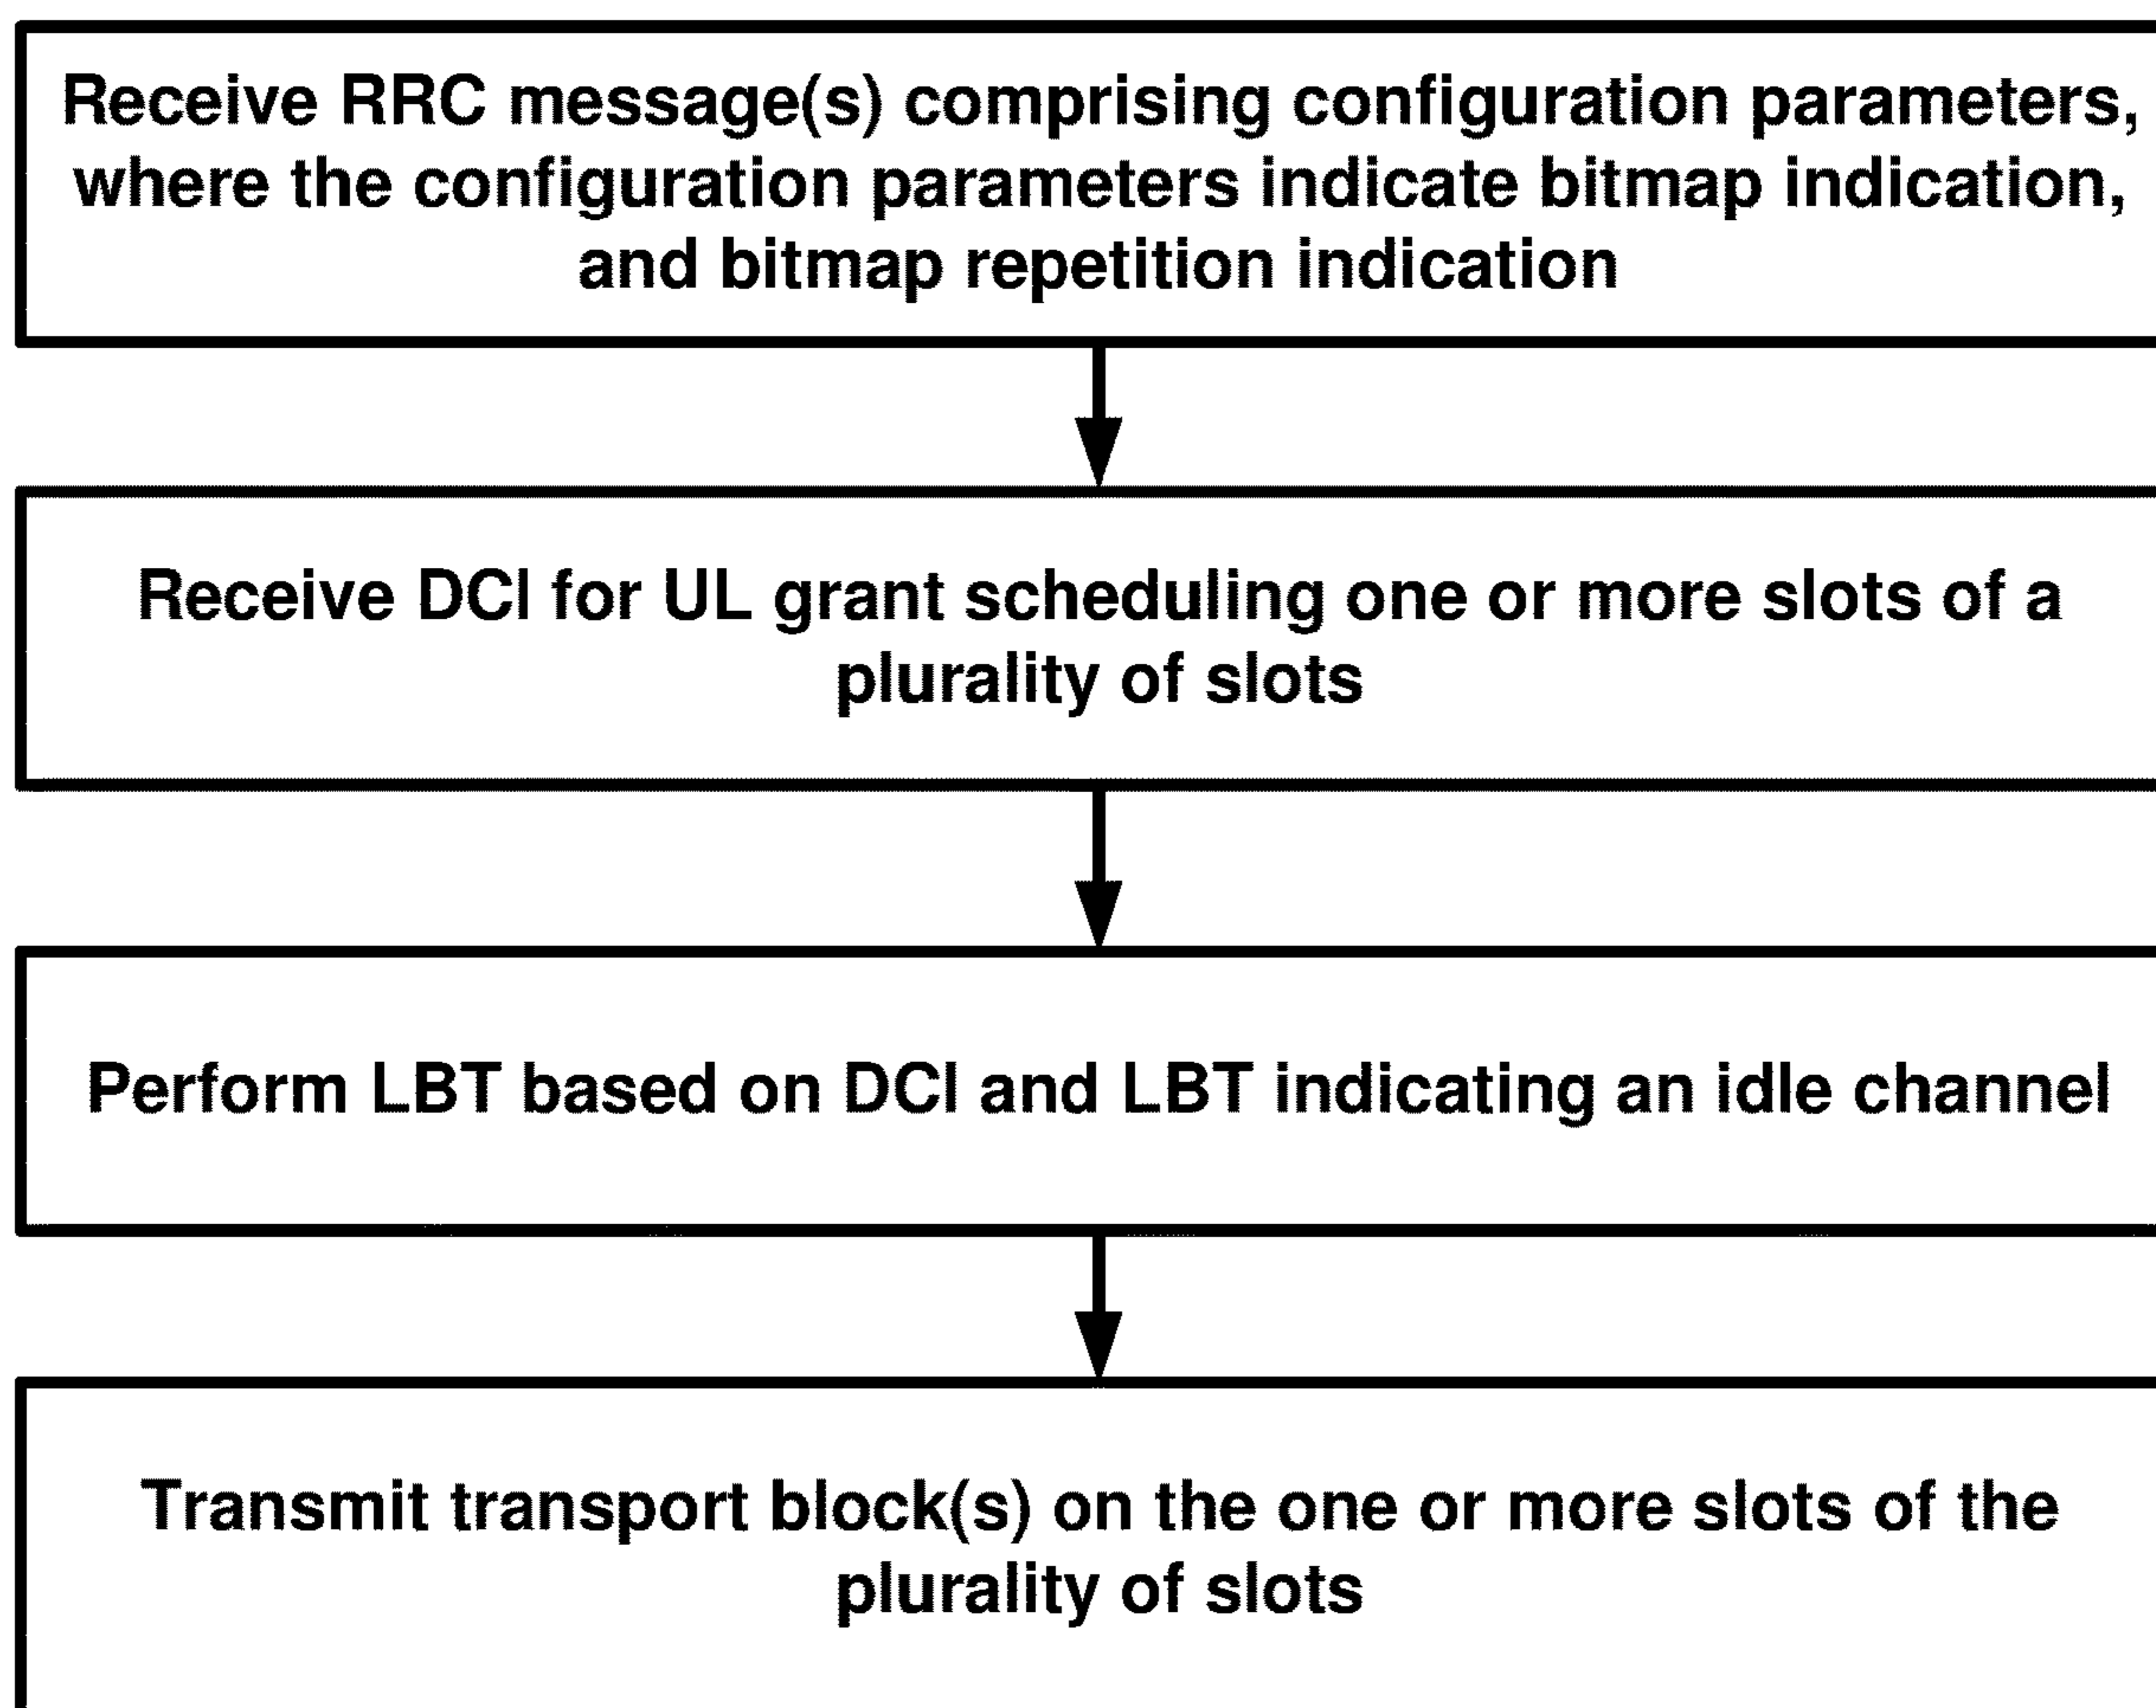 Receive RRC message(s) comprising configuration parameters,
where the configuration parameters indicate bitmap indication,
and bitmap repetition indication
Receive DCI for UL grant scheduling one or more slots of a
plurality of slots
Perform LBT based on DCI and LBT indicating an idle channel
Transmit transport block(s) on the one or more slots of the
plurality of slots